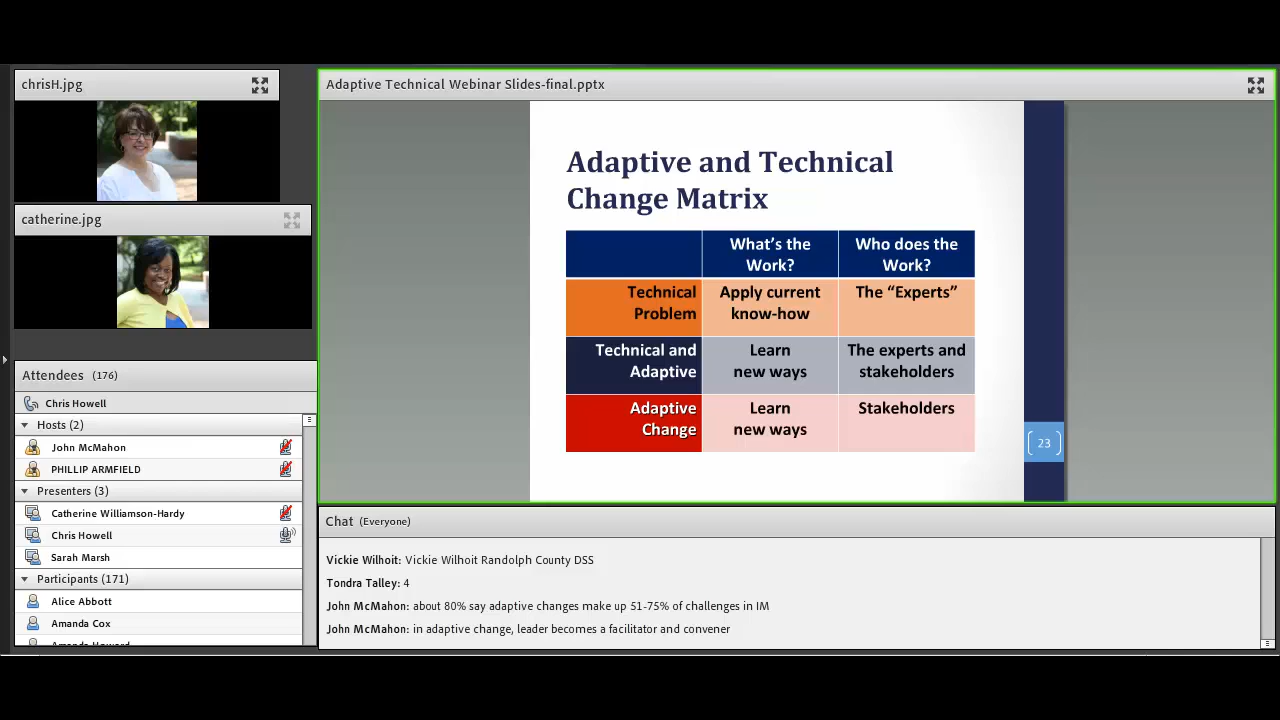 chrisH.jpg
catherine.jpg
Attendees (176)
Chris Howell
Hosts (2)
John McMahon
PHILLIP ARMFIELD
Presenters (3)
Catherine Williamson-Hardy
Chris Howell
Sarah Marsh
Participants (171)
Alice Abbott
Amanda Cox
Amanda Howard
Adaptive Technical Webinar Slides-final.pptx
Adaptive and Technical
Change Matrix
What's the
Work?
Who does the
Work?
Technical
Problem
Apply current
know-how
The “Experts”
Technical and
Adaptive
Learn
new ways
The experts and
stakeholders
Adaptive
Change
Learn
new ways
Stakeholders
23
Chat (Everyone)
Vickie Wilhoit: Vickie Wilhoit Randolph County DSS
Tondra Talley: 4
John McMahon: about 80% say adaptive changes make up 51-75% of challenges in IM
John McMahon: in adaptive change, leader becomes a facilitator and convener